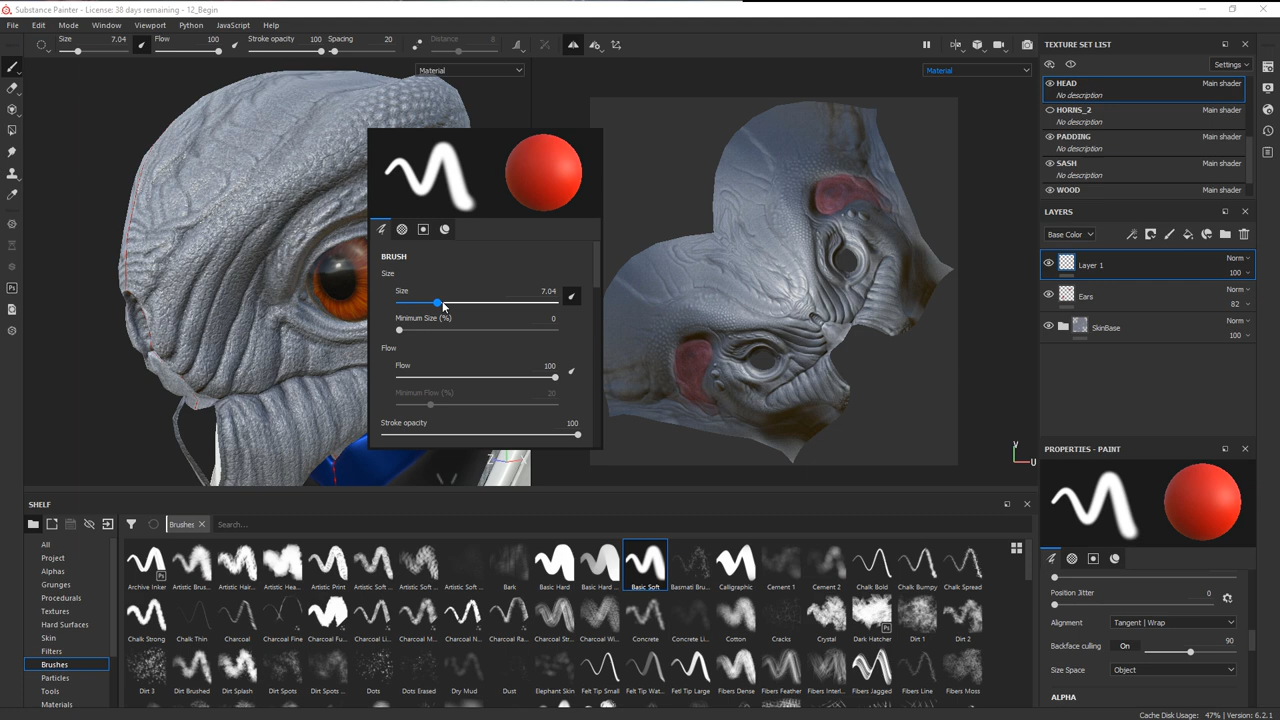 Substance Painter - License: 38 days remaining - 12_Begin
File Edit Mode Window Viewport Python JavaScript Help
Size 7.04 Flow 100 Stroke opacity 100 Spacing 20 Distance 8
Material
Material
BRUSH
Size
Size 7.04
Minimum Size (%) 0
Flow
Flow 100
Minimum Flow (%) 20
Stroke opacity 100
Z X
V
U
TEXTURE SET LIST
Settings
HEAD Main shader
No description
HORNS_2
No description
PADDING Main shader
No description
SASH Main shader
No description
WOOD Main shader
LAYERS
Base Color
Layer 1 Norm 100
Ears Norm 82
SkinBase Norm 100
PROPERTIES - PAINT
Position Jitter 0
Alignment Tangent | Wrap
Backface culling On 90
Size Space Object
ALPHA
SHELF
Brushes Search...
All
Project
Alphas
Grunges
Procedurals
Textures
Hard Surfaces
Skin
Filters
Brushes
Particles
Tools
Materials
Archive Inker Artistic Brus... Artistic Hair... Artistic Hea... Artistic Print Artistic Soft ... Artistic Soft ... Artistic Soft ... Bark Basic Hard Basic Hard ... Basic Soft Basmati Bru... Calligraphic Cement 1 Cement 2 Chalk Bold Chalk Bumpy Chalk Spread
Chalk Strong Chalk Thin Charcoal Charcoal Fine Charcoal Fu... Charcoal Li... Charcoal M... Charcoal N... Charcoal Ra... Charcoal Str... Charcoal Wi... Concrete Concrete Li... Cotton Cracks Crystal Dark Hatcher Dirt 1 Dirt 2
Dirt 3 Dirt Brushed Dirt Splash Dirt Spots Dirt Spots ... Dots Dots Erased Dry Mud Dust Elephant Skin Felt Tip Small Felt Tip Wat... Fetl Tip Large Fibers Dense Fibers Feather Fibers Interl... Fibers Jagged Fibers Line Fibers Moss
Cache Disk Usage: 47% | Version: 6.2.1